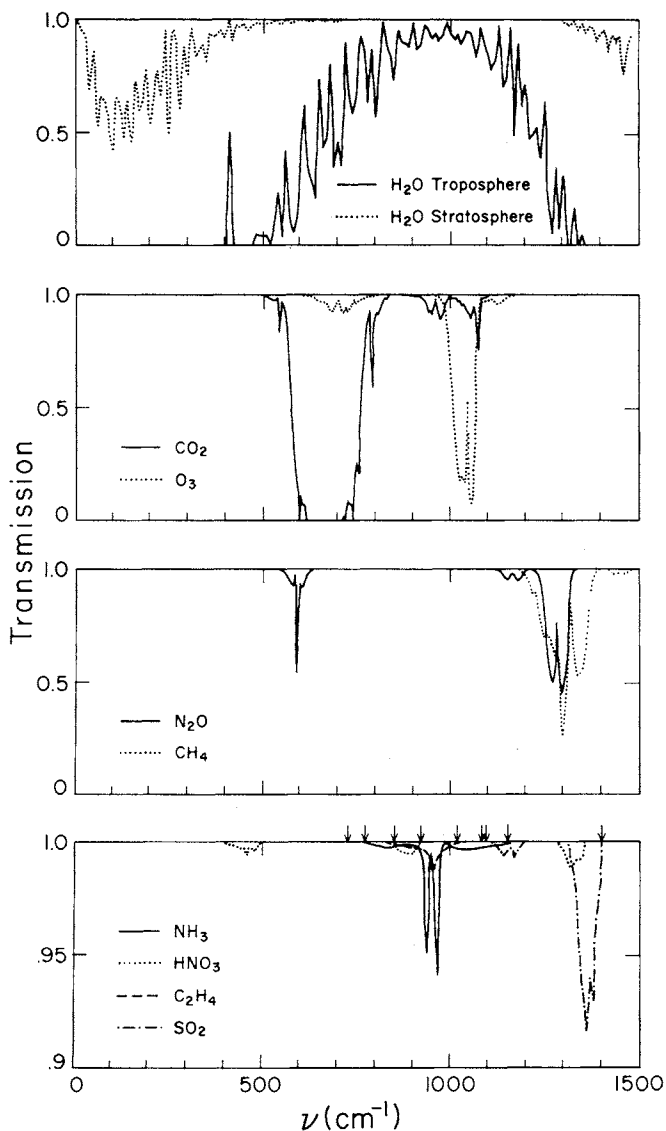 1.0
0.5
0
H₂O Troposphere
H₂O Stratosphere
1.0
0.5
0
CO₂
O₃
Transmission
1.0
0.5
0
N₂O
CH₄
1.0
.95
.9
NH₃
HNO₃
C₂H₄
SO₂
0
500
1000
1500
ν (cm⁻¹)